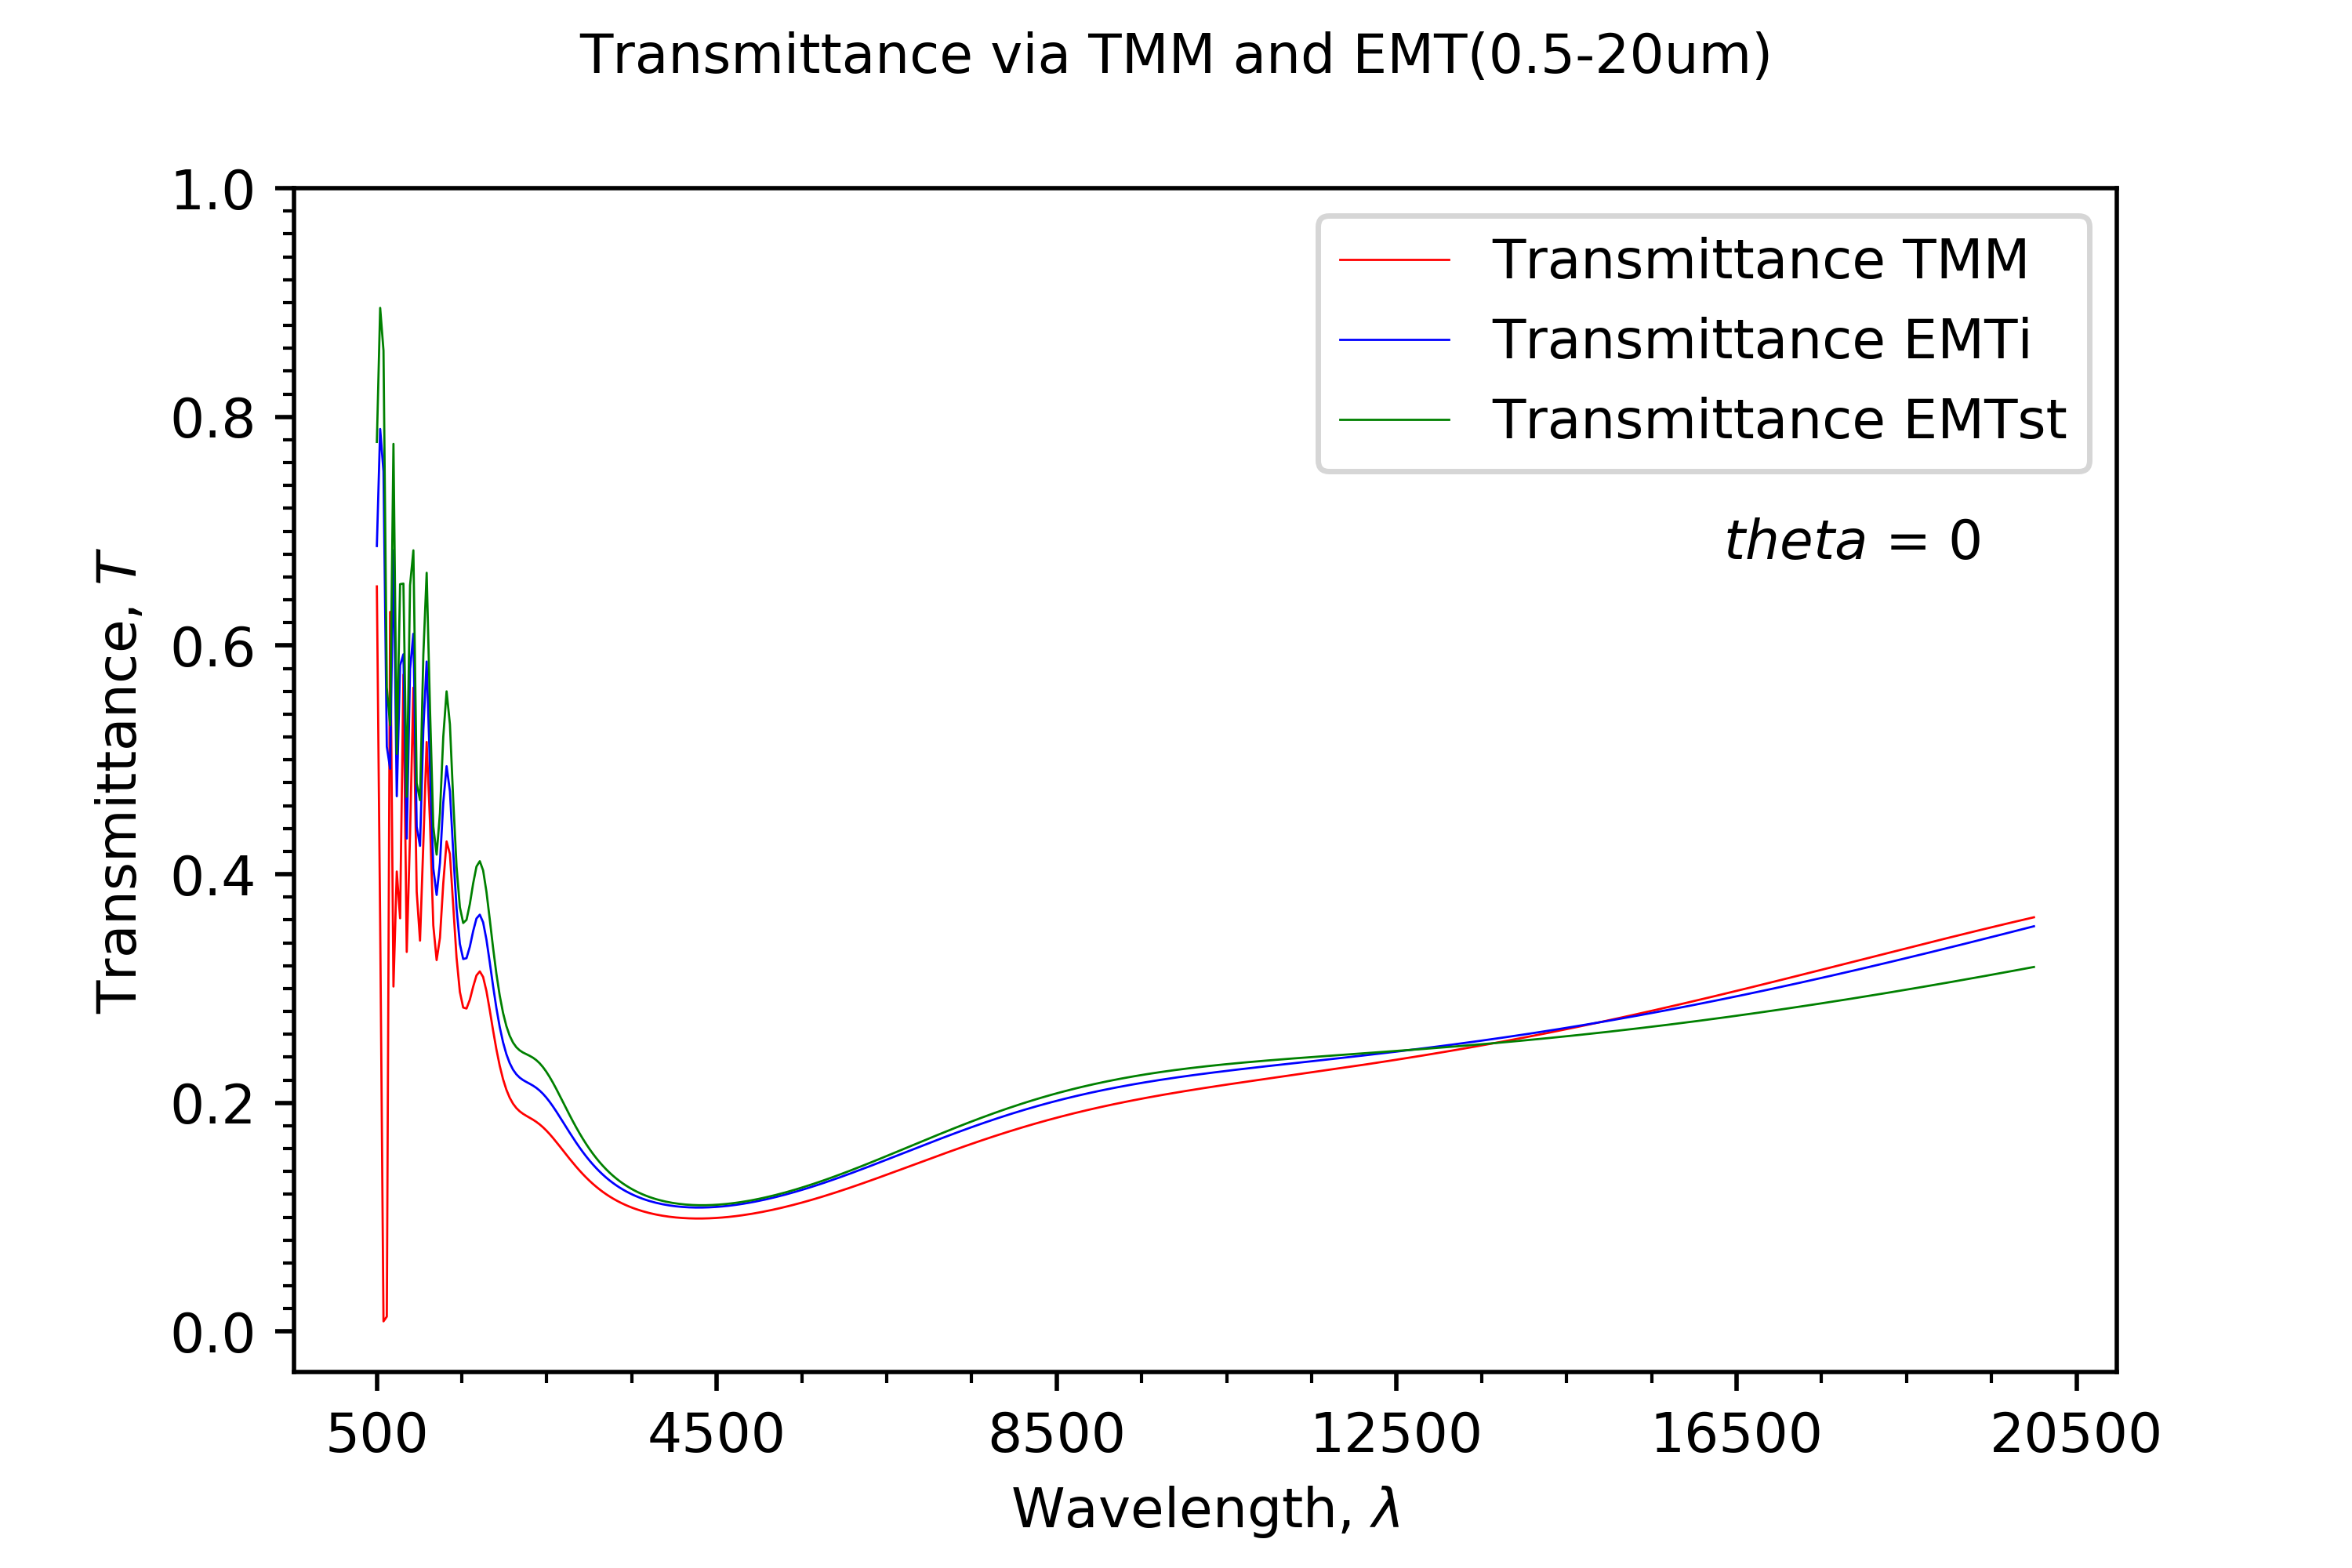 Transmittance via TMM and EMT(0.5-20um)
1.0
0.8
0.6
0.4
0.2
0.0
Transmittance, T
Transmittance TMM
Transmittance EMTi
Transmittance EMTst
theta = 0
500 4500 8500 12500 16500 20500
Wavelength, λ